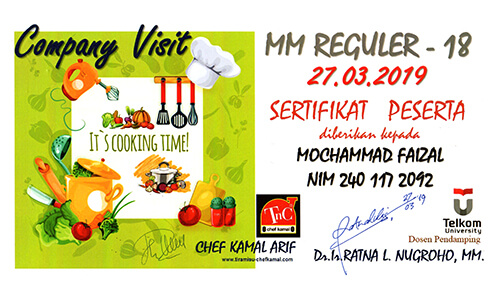 Company Visit
IT`S COOKING TIME!
CHEF KAMAL ARIF
www.tiramisu-chefkamal.com
MM REGULER - 18
27.03.2019
SERTIFIKAT PESERTA
diberikan kepada
MOCHAMMAD FAIZAL
NIM 240 117 2092
TnC
chef kamal
27/03 19
Telkom
University
Dosen Pendamping
Dr.Ir.RATNA L. NUGROHO, MM.